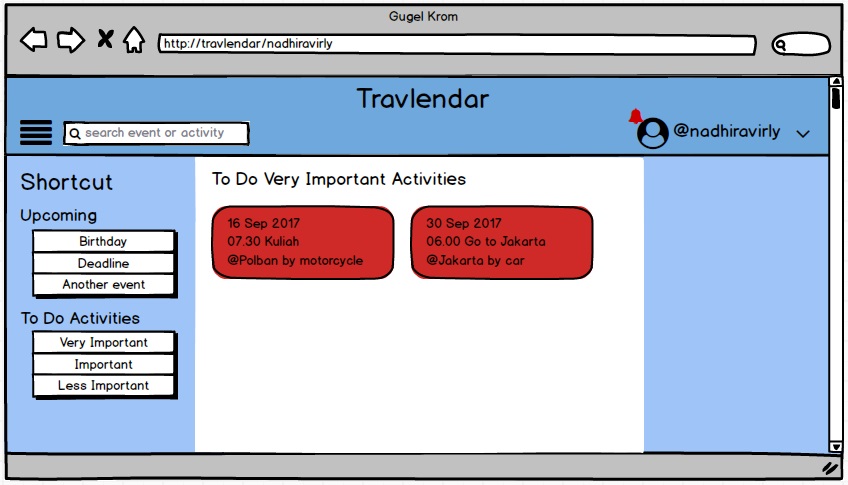 Gugel Krom
http://travlendar/nadhiravirly
Travlendar
search event or activity
@nadhiravirly
Shortcut
Upcoming
Birthday
Deadline
Another event
To Do Activities
Very Important
Important
Less Important
To Do Very Important Activities
16 Sep 2017
07.30 Kuliah
@Polban by motorcycle
30 Sep 2017
06.00 Go to Jakarta
@Jakarta by car